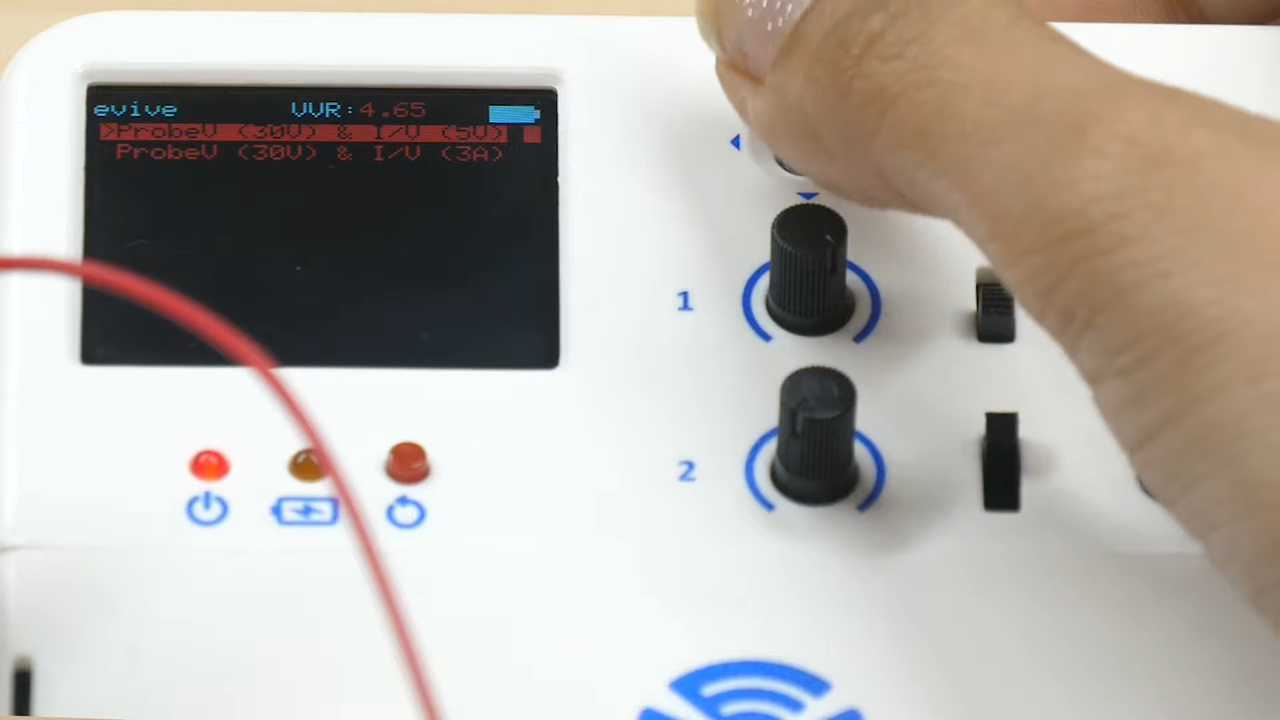 evive VVR:4.65
>ProbeV (30V) & I/V (5V)
ProbeV (30V) & I/V (3A)
1
2